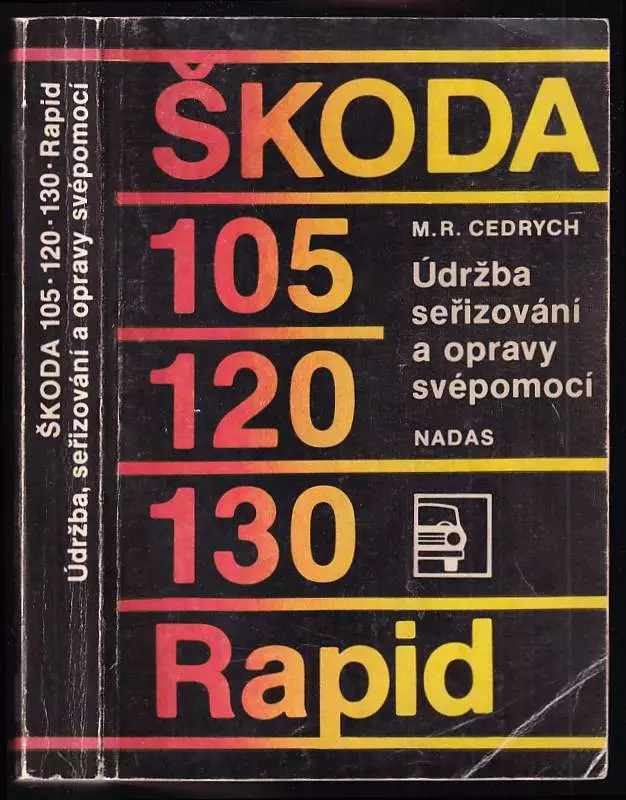 ŠKODA 105·120·130·Rapid
Údržba, seřizování a opravy svépomocí
ŠKODA
105
120
130
Rapid
M.R. CEDRYCH
Údržba
seřizování
a opravy
svépomocí
NADAS